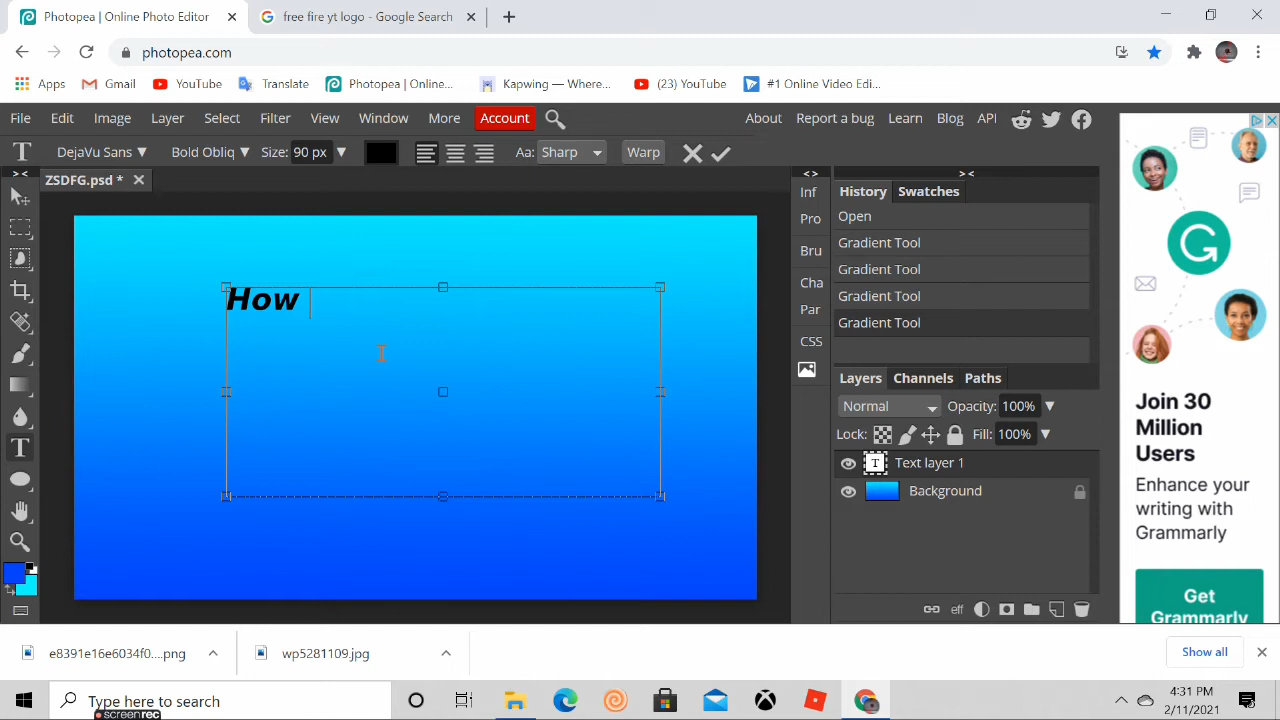 Photopea | Online Photo Editor
free fire yt logo - Google Search
photopea.com
Apps
Gmail
YouTube
Translate
Photopea | Online...
Kapwing — Where...
(23) YouTube
#1 Online Video Edi...
File Edit Image Layer Select Filter View Window More Account About Report a bug Learn Blog API
T DejaVu Sans Bold Obliq Size: 90 px Aa: Sharp Warp
ZSDFG.psd *
How
Inf
Pro
Bru
Cha
Par
CSS
> <
< >
> <
History Swatches
Open
Gradient Tool
Gradient Tool
Gradient Tool
Gradient Tool
Layers Channels Paths
Normal Opacity: 100%
Lock: Fill: 100%
T Text layer 1
Background
eff
Join 30
Million
Users
Enhance your
writing with
Grammarly
Get
Grammarly
e8391e16e6034f0....png
wp5281109.jpg
Show all
Type here to search
screenrec
4:31 PM
2/11/2021